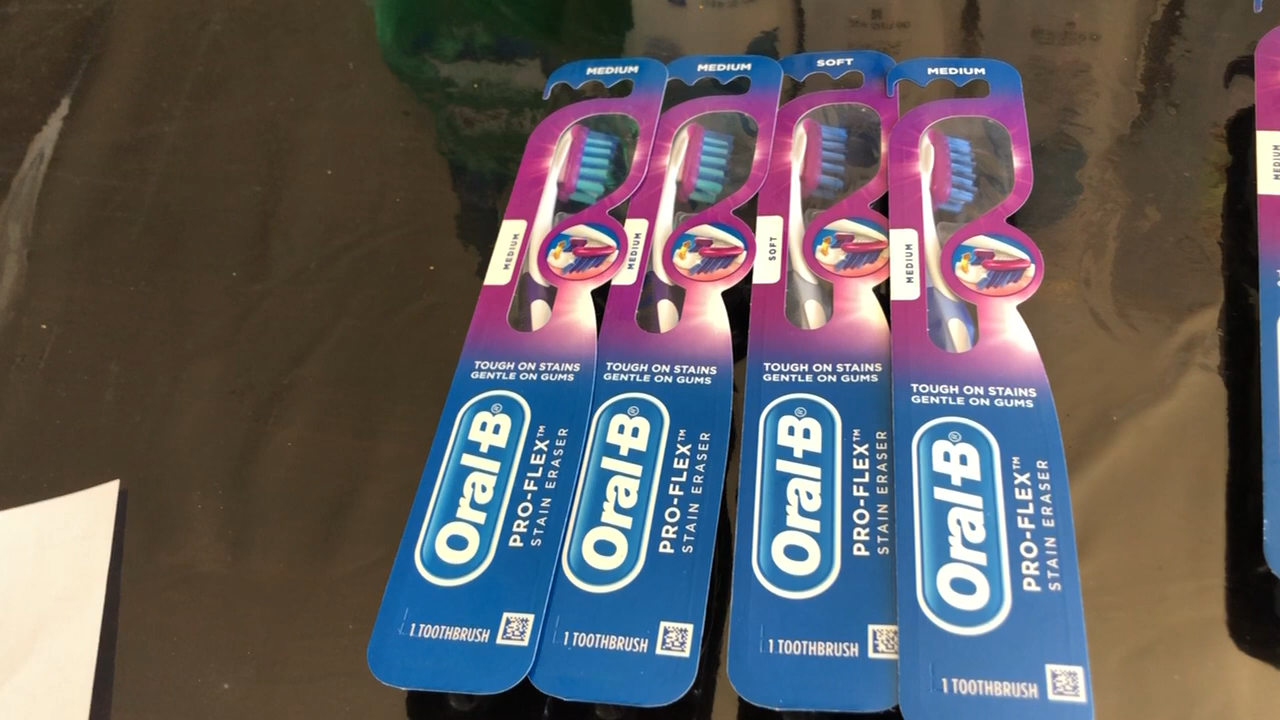 MEDIUM
MEDIUM
TOUGH ON STAINS
GENTLE ON GUMS
Oral-B®
PRO-FLEX™
STAIN ERASER
1 TOOTHBRUSH
MEDIUM
MEDIUM
TOUGH ON STAINS
GENTLE ON GUMS
Oral-B®
PRO-FLEX™
STAIN ERASER
1 TOOTHBRUSH
SOFT
SOFT
TOUGH ON STAINS
GENTLE ON GUMS
Oral-B®
PRO-FLEX™
STAIN ERASER
1 TOOTHBRUSH
MEDIUM
MEDIUM
TOUGH ON STAINS
GENTLE ON GUMS
Oral-B®
PRO-FLEX™
STAIN ERASER
1 TOOTHBRUSH
MEDIUM